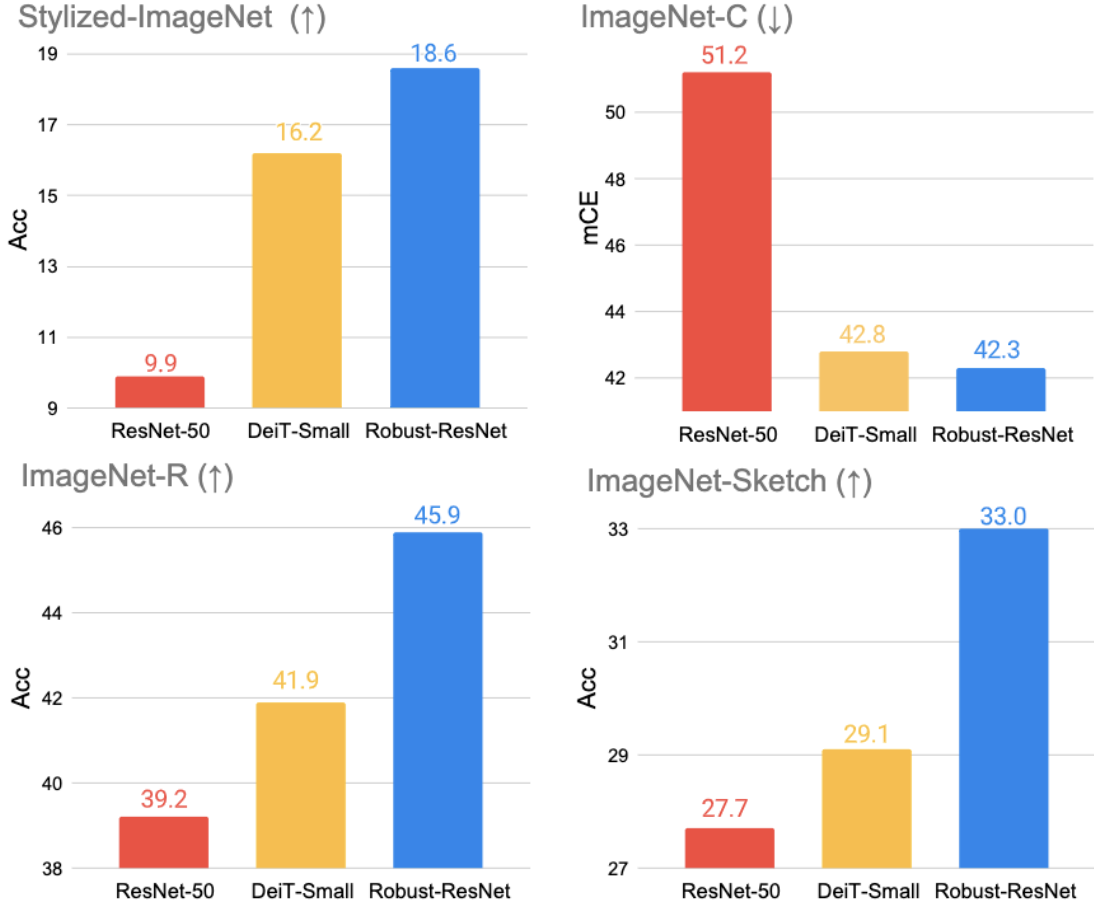 Stylized-ImageNet (↑)
19
17
15
13
11
9
Acc
9.9
16.2
18.6
ResNet-50
DeiT-Small
Robust-ResNet
ImageNet-C (↓)
50
48
46
44
42
mCE
51.2
42.8
42.3
ResNet-50
DeiT-Small
Robust-ResNet
ImageNet-R (↑)
46
44
42
40
38
Acc
39.2
41.9
45.9
ResNet-50
DeiT-Small
Robust-ResNet
ImageNet-Sketch (↑)
33
31
29
27
Acc
27.7
29.1
33.0
ResNet-50
DeiT-Small
Robust-ResNet